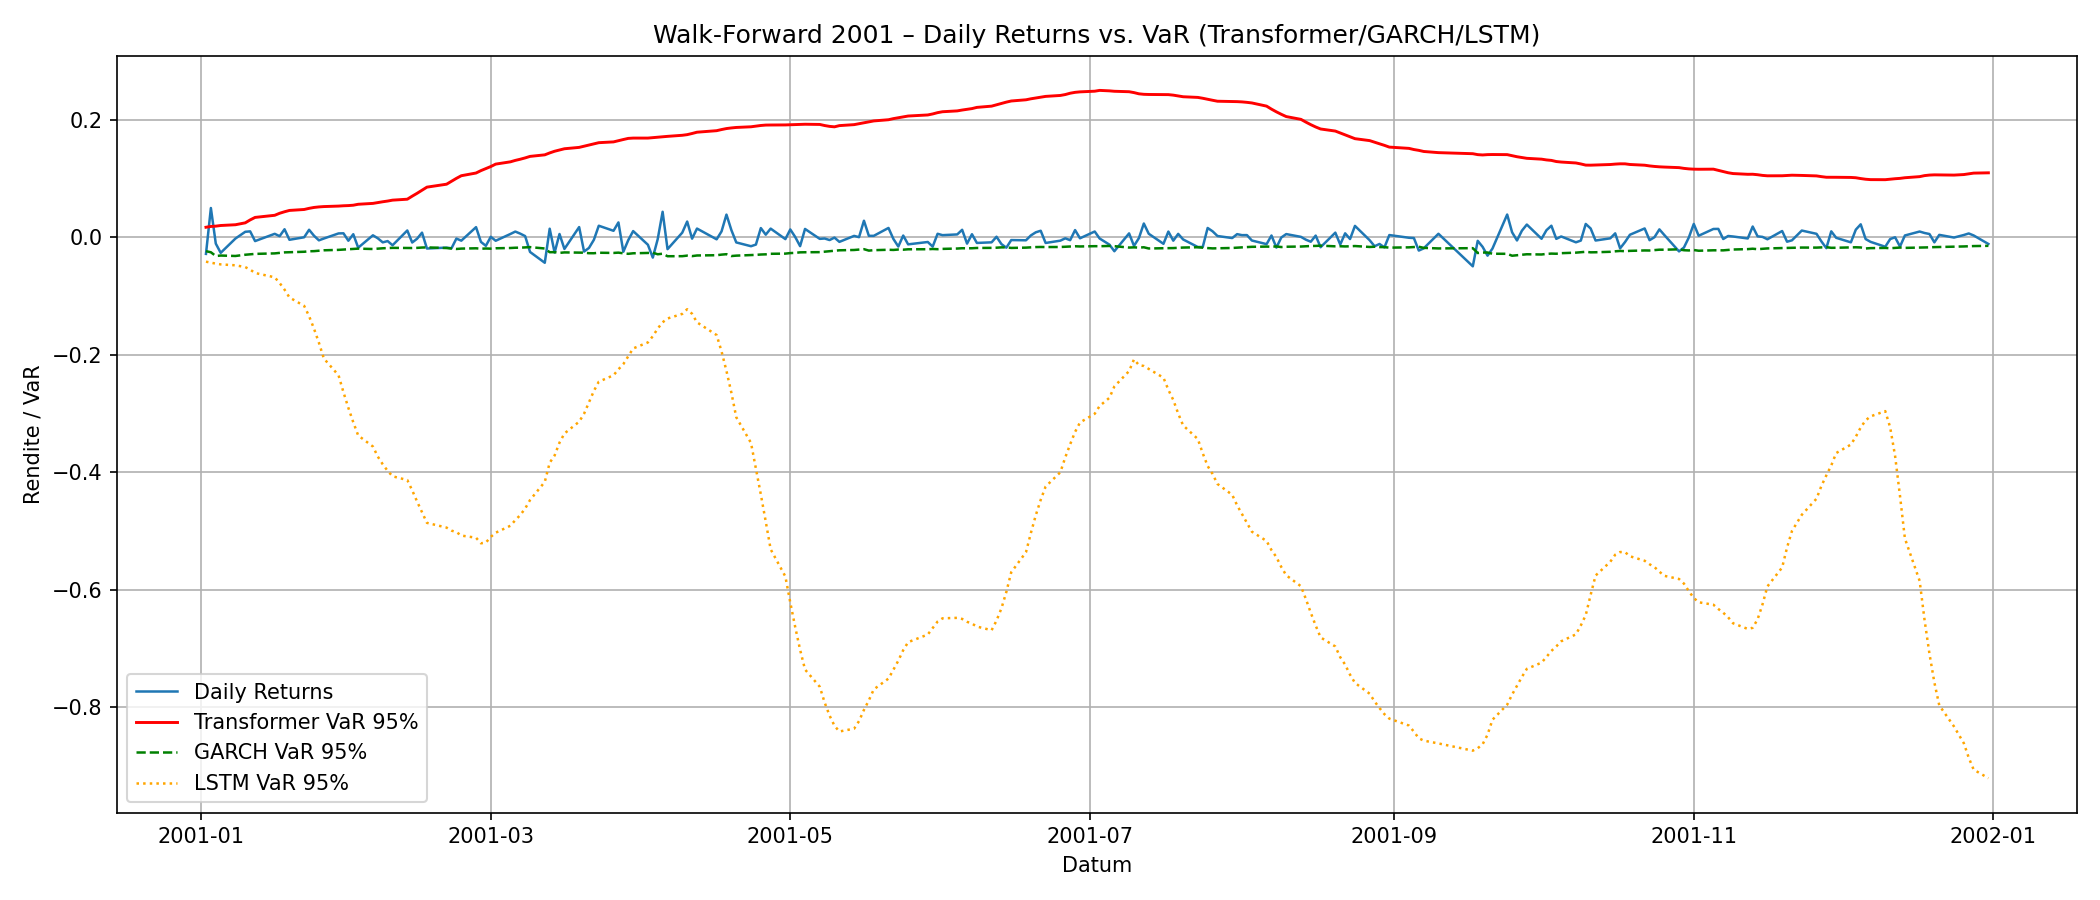 Walk-Forward 2001 – Daily Returns vs. VaR (Transformer/GARCH/LSTM)
Rendite / VaR
0.2
0.0
−0.2
−0.4
−0.6
−0.8
Daily Returns
Transformer VaR 95%
GARCH VaR 95%
LSTM VaR 95%
2001-01
2001-03
2001-05
2001-07
2001-09
2001-11
2002-01
Datum